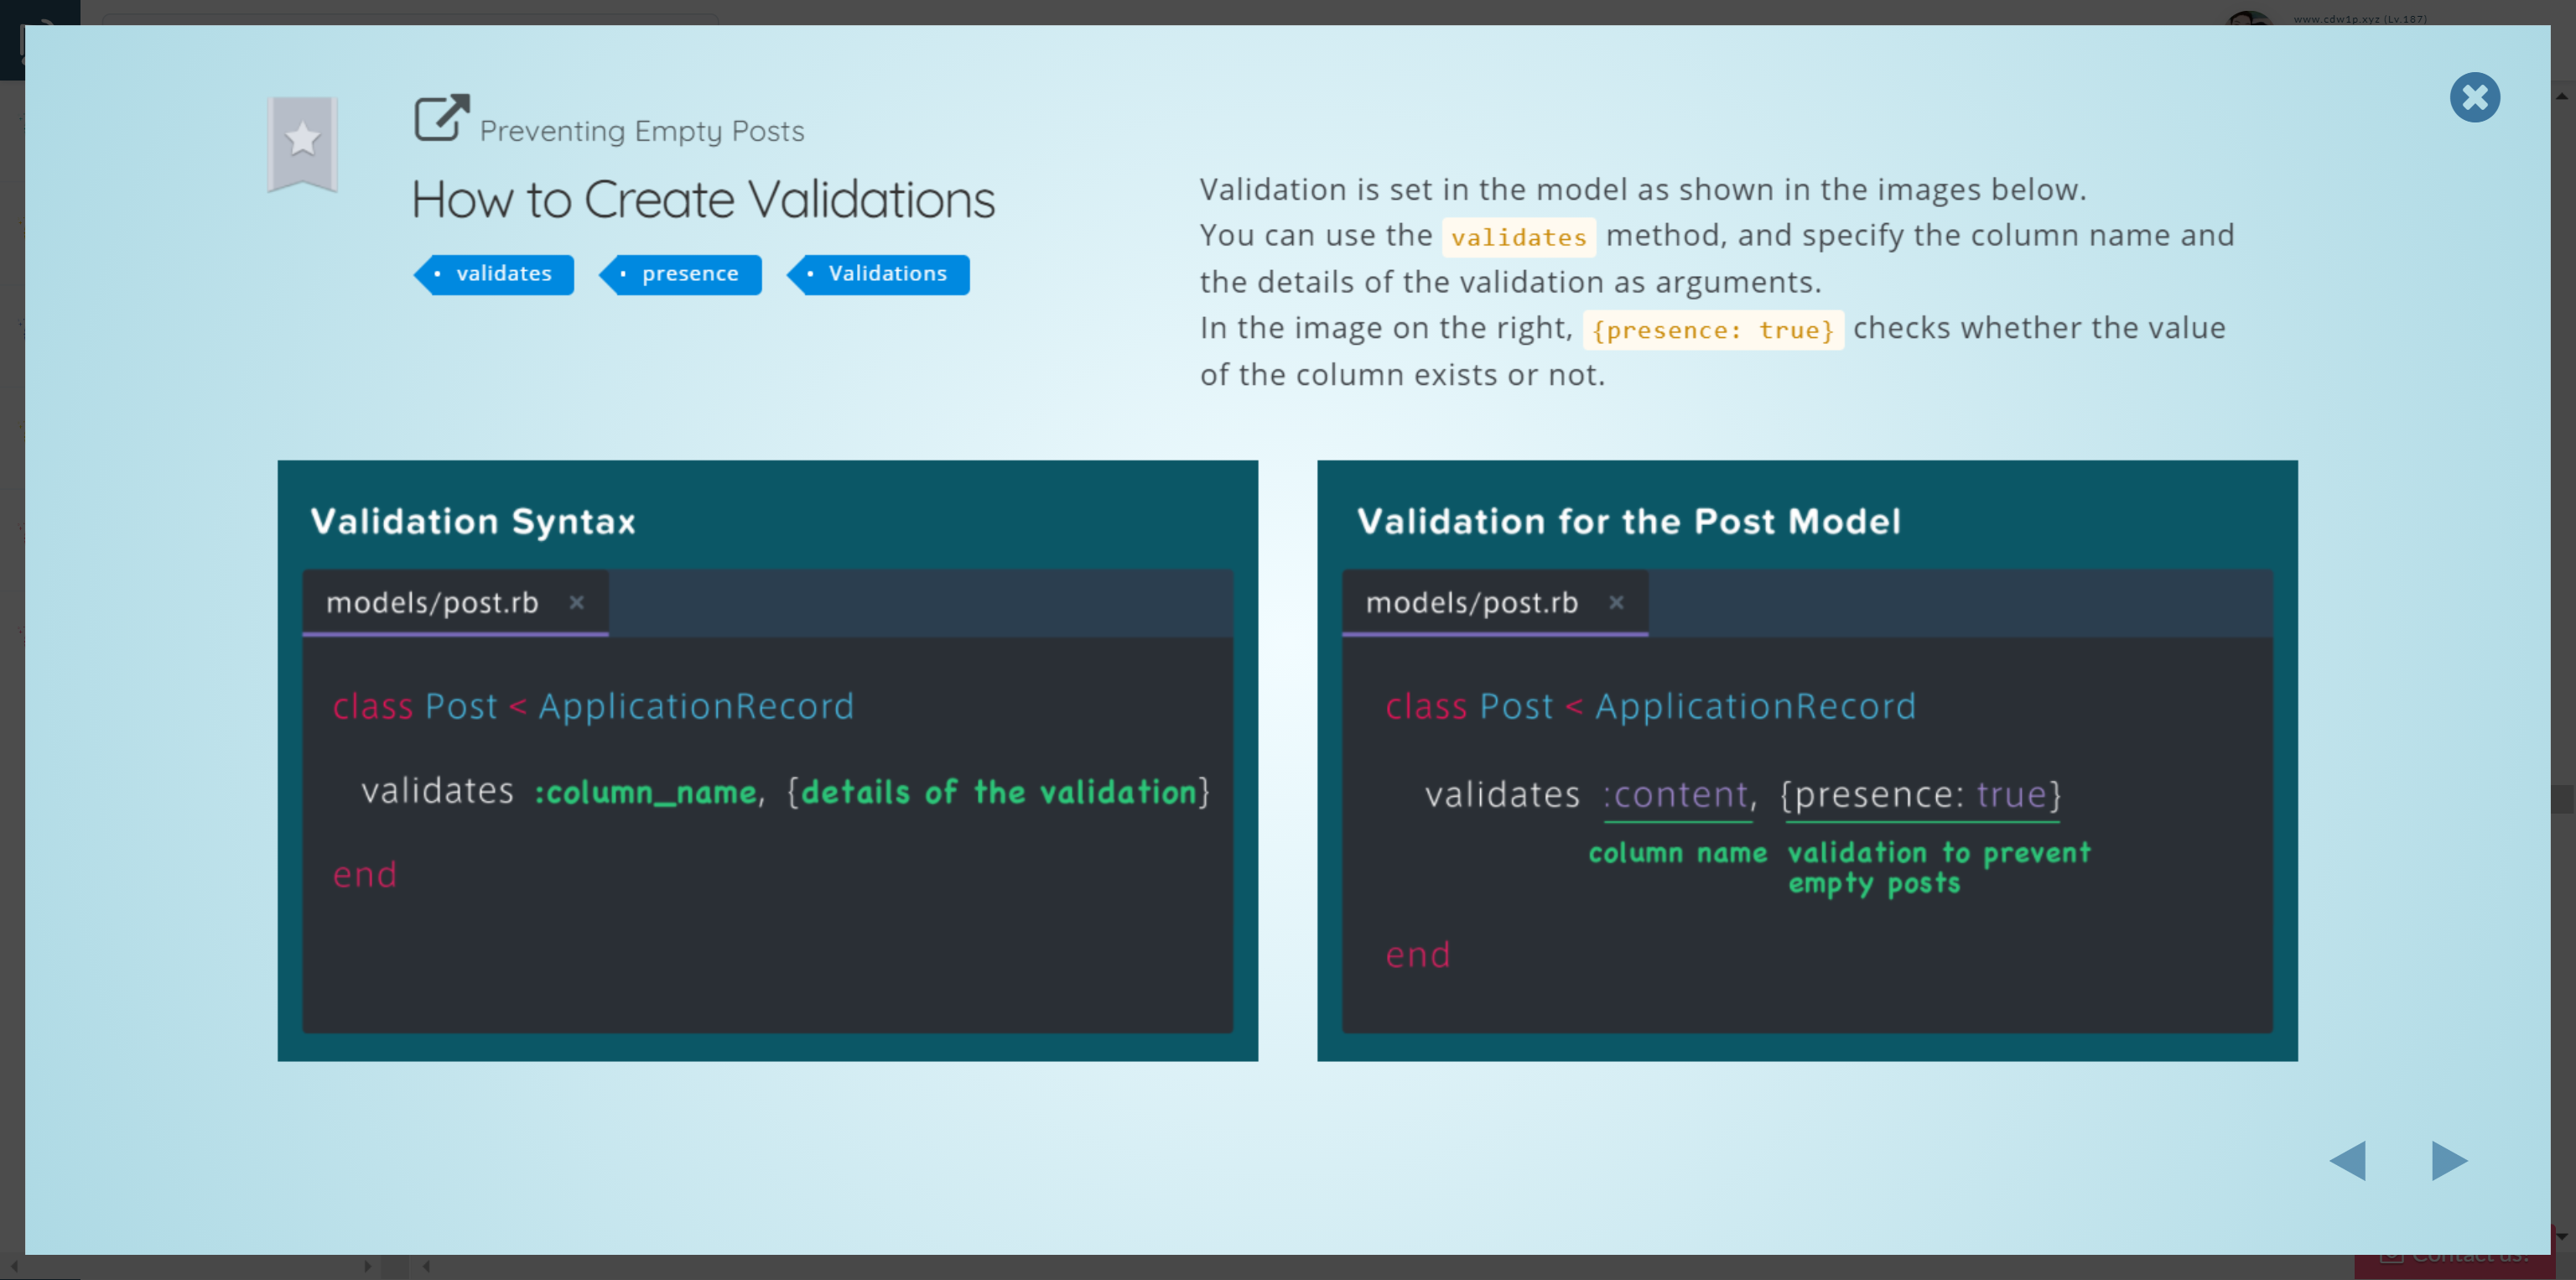 www.cdw1p.xyz (Lv.187)
Preventing Empty Posts
How to Create Validations
validates
presence
Validations
Validation is set in the model as shown in the images below.
You can use the validates method, and specify the column name and
the details of the validation as arguments.
In the image on the right, {presence: true} checks whether the value
of the column exists or not.
Validation Syntax
models/post.rb ×
class Post < ApplicationRecord
validates :column_name, {details of the validation}
end
Validation for the Post Model
models/post.rb ×
class Post < ApplicationRecord
validates :content, {presence: true}
column name validation to prevent
empty posts
end
Contact us!